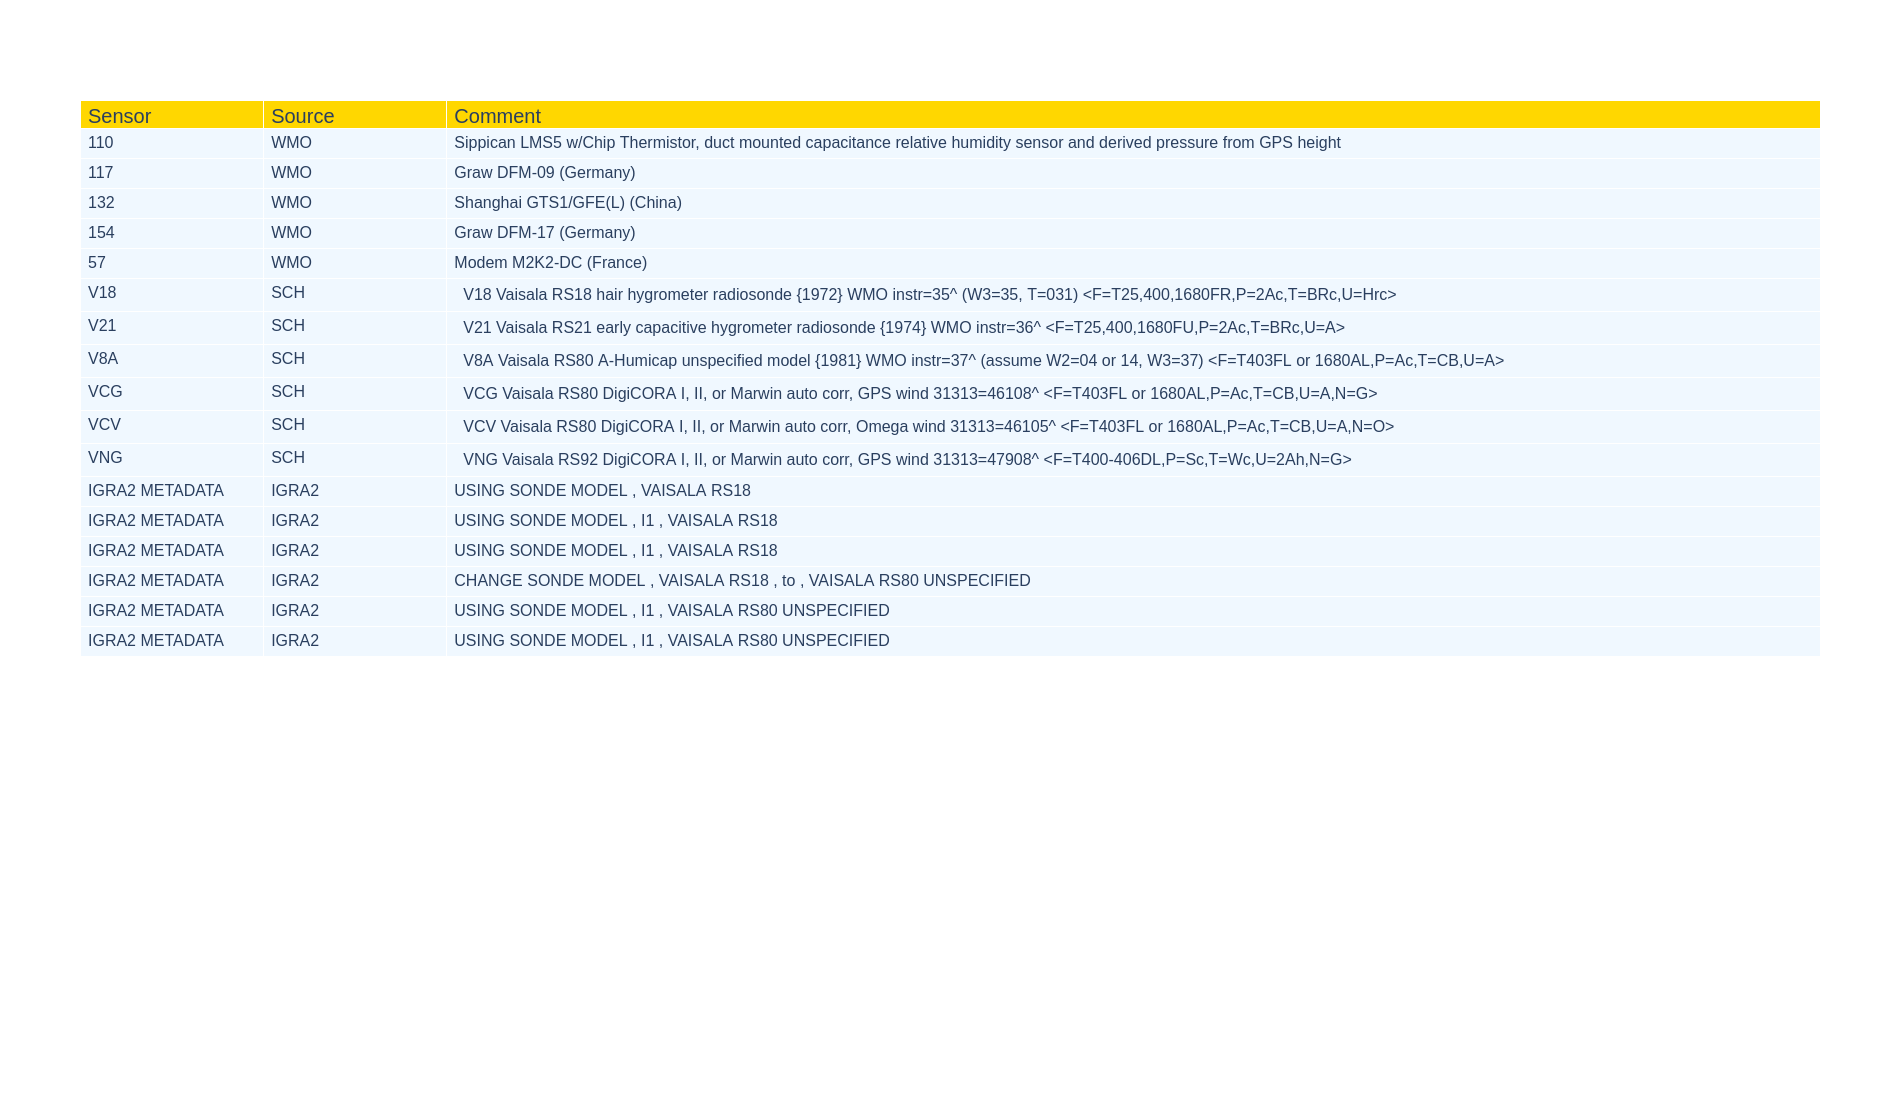 Sensor Source Comment
110 WMO Sippican LMS5 w/Chip Thermistor, duct mounted capacitance relative humidity sensor and derived pressure from GPS height
117 WMO Graw DFM-09 (Germany)
132 WMO Shanghai GTS1/GFE(L) (China)
154 WMO Graw DFM-17 (Germany)
57 WMO Modem M2K2-DC (France)
V18 SCH V18 Vaisala RS18 hair hygrometer radiosonde {1972} WMO instr=35^ (W3=35, T=031) <F=T25,400,1680FR,P=2Ac,T=BRc,U=Hrc>
V21 SCH V21 Vaisala RS21 early capacitive hygrometer radiosonde {1974} WMO instr=36^ <F=T25,400,1680FU,P=2Ac,T=BRc,U=A>
V8A SCH V8A Vaisala RS80 A-Humicap unspecified model {1981} WMO instr=37^ (assume W2=04 or 14, W3=37) <F=T403FL or 1680AL,P=Ac,T=CB,U=A>
VCG SCH VCG Vaisala RS80 DigiCORA I, II, or Marwin auto corr, GPS wind 31313=46108^ <F=T403FL or 1680AL,P=Ac,T=CB,U=A,N=G>
VCV SCH VCV Vaisala RS80 DigiCORA I, II, or Marwin auto corr, Omega wind 31313=46105^ <F=T403FL or 1680AL,P=Ac,T=CB,U=A,N=O>
VNG SCH VNG Vaisala RS92 DigiCORA I, II, or Marwin auto corr, GPS wind 31313=47908^ <F=T400-406DL,P=Sc,T=Wc,U=2Ah,N=G>
IGRA2 METADATA IGRA2 USING SONDE MODEL , VAISALA RS18
IGRA2 METADATA IGRA2 USING SONDE MODEL , I1 , VAISALA RS18
IGRA2 METADATA IGRA2 USING SONDE MODEL , I1 , VAISALA RS18
IGRA2 METADATA IGRA2 CHANGE SONDE MODEL , VAISALA RS18 , to , VAISALA RS80 UNSPECIFIED
IGRA2 METADATA IGRA2 USING SONDE MODEL , I1 , VAISALA RS80 UNSPECIFIED
IGRA2 METADATA IGRA2 USING SONDE MODEL , I1 , VAISALA RS80 UNSPECIFIED